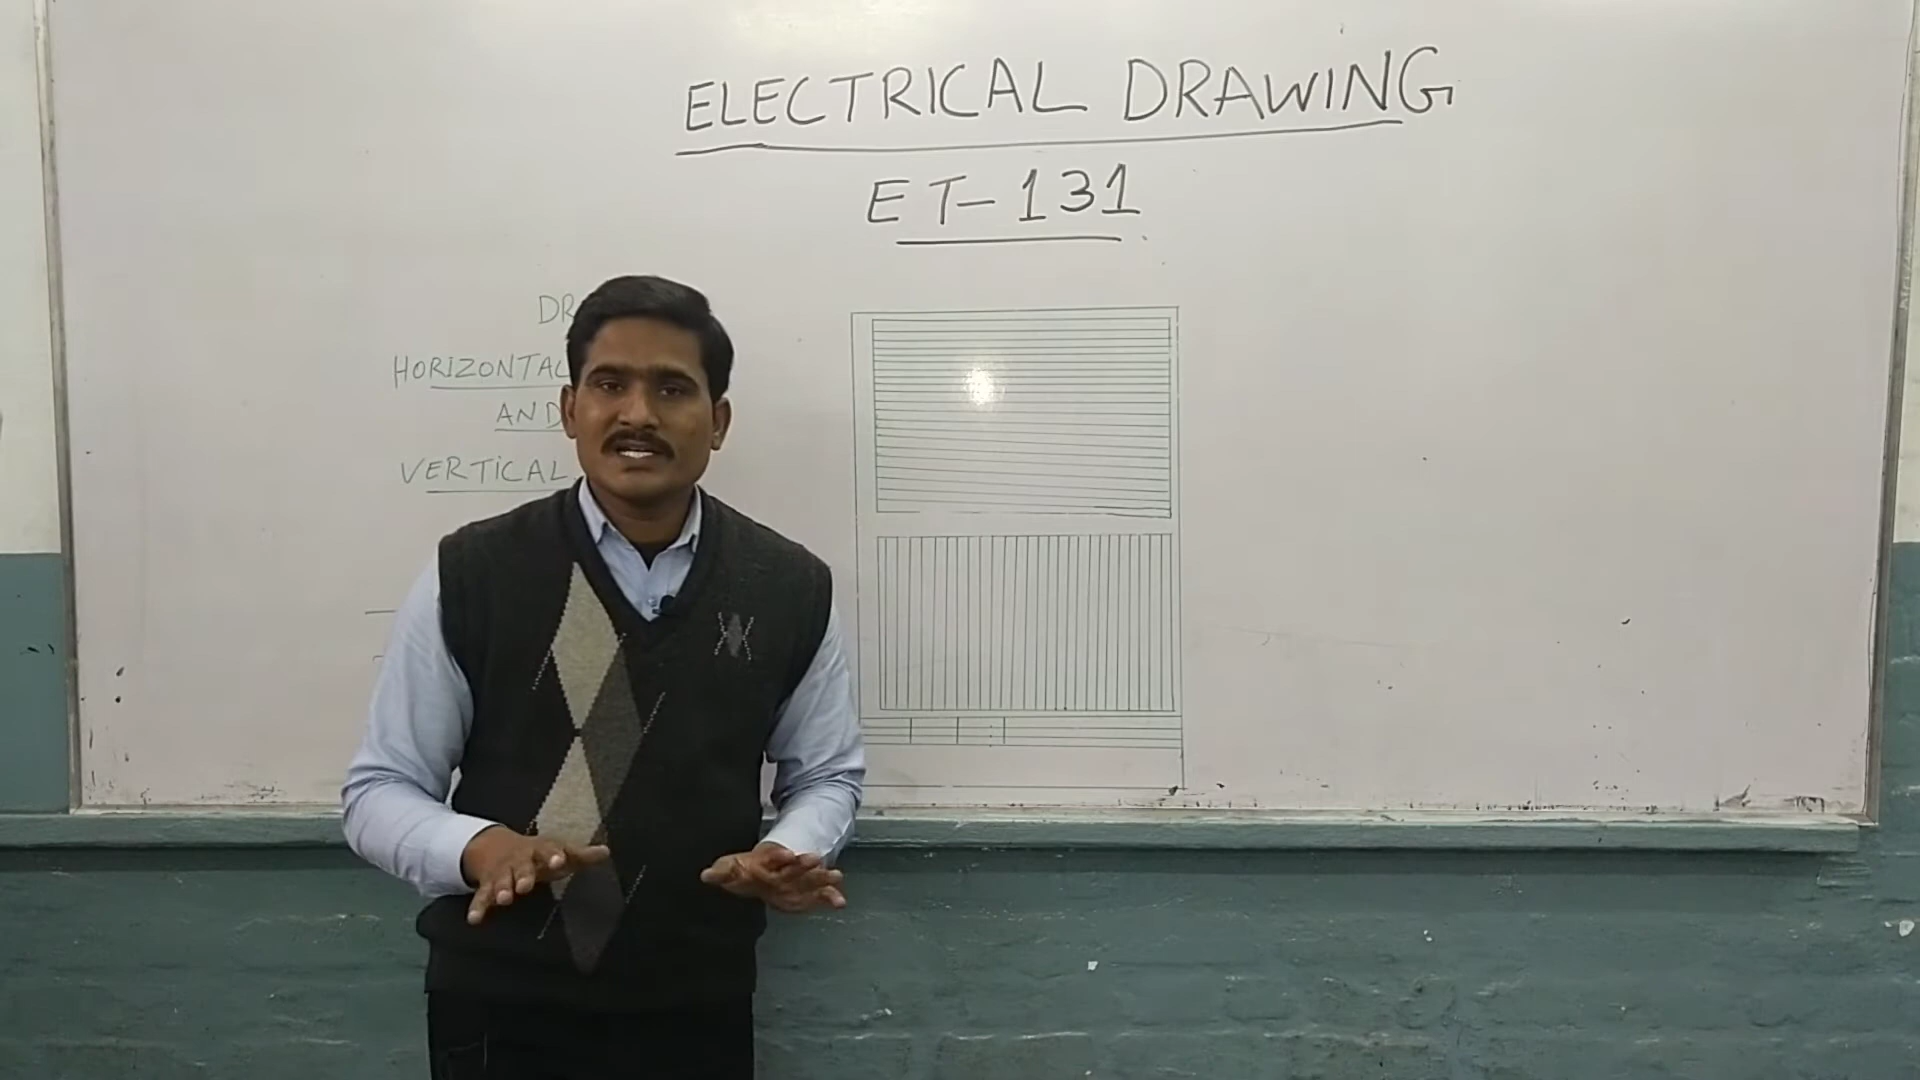 ELECTRICAL DRAWING
ET-131
HORIZONTAL
AND
VERTICAL